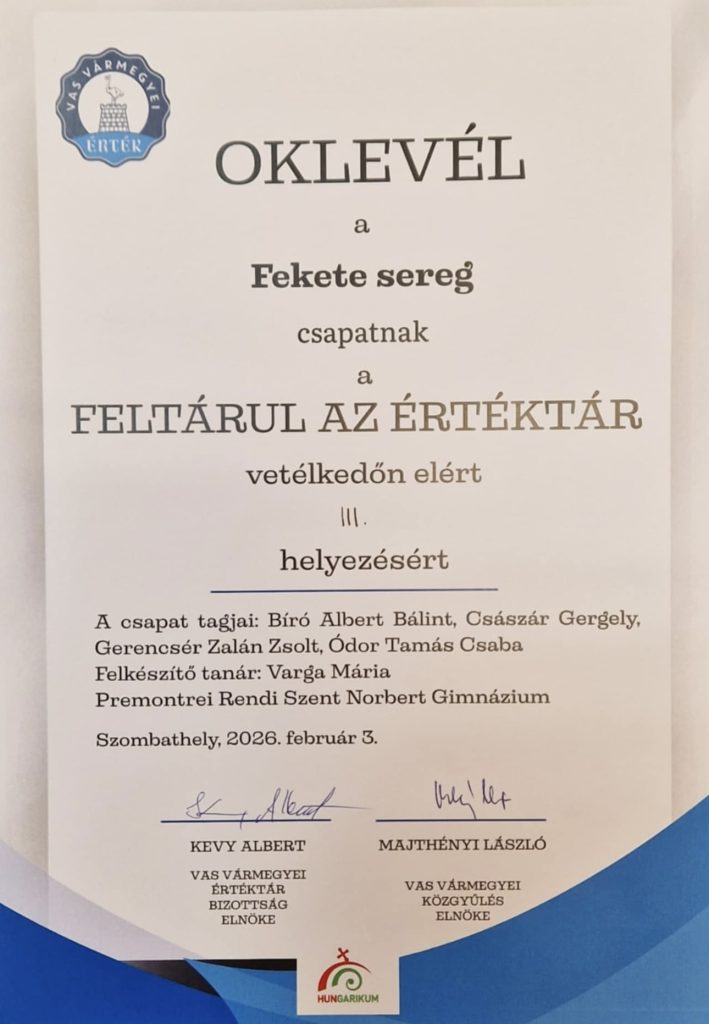 VAS VÁRMEGYEI
ÉRTÉK
OKLEVÉL
a
Fekete sereg
csapatnak
a
FELTÁRUL AZ ÉRTÉKTÁR
vetélkedőn elért
III.
helyezésért
A csapat tagjai: Bíró Albert Bálint, Császár Gergely,
Gerencsér Zalán Zsolt, Ódor Tamás Csaba
Felkészítő tanár: Varga Mária
Premontrei Rendi Szent Norbert Gimnázium
Szombathely, 2026. február 3.
KEVY ALBERT
VAS VÁRMEGYEI
ÉRTÉKTÁR
BIZOTTSÁG
ELNÖKE
MAJTHÉNYI LÁSZLÓ
VAS VÁRMEGYEI
KÖZGYŰLÉS
ELNÖKE
HUNGARIKUM